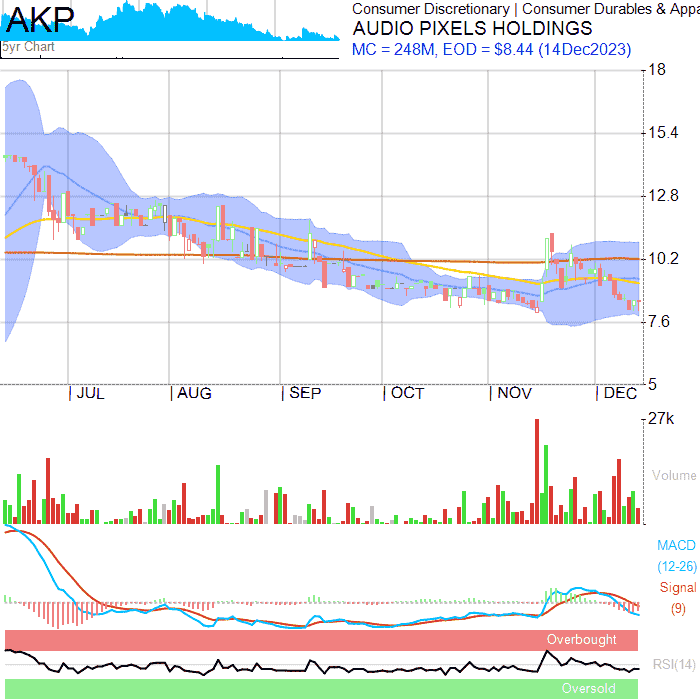 AKP
5yr Chart
Consumer Discretionary | Consumer Durables & Appa
AUDIO PIXELS HOLDINGS
MC = 248M, EOD = $8.44 (14Dec2023)
18
15.4
12.8
10.2
7.6
5
JUL
AUG
SEP
OCT
NOV
DEC
27k
Volume
MACD
(12-26)
Signal
(9)
Overbought
RSI(14)
Oversold